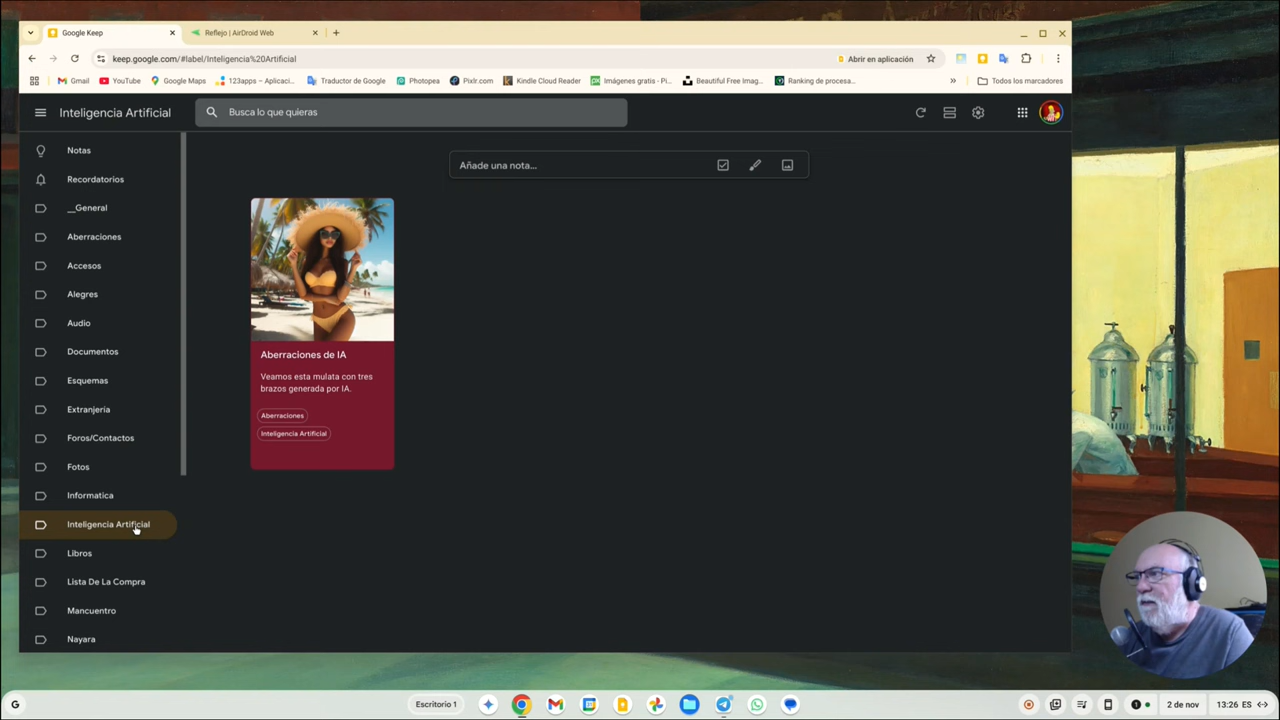 Google Keep
Reflejo | AirDroid Web
keep.google.com/#label/Inteligencia%20Artificial
Abrir en aplicación
Gmail
YouTube
Google Maps
123apps – Aplicaci...
Traductor de Google
Photopea
Pixlr.com
Kindle Cloud Reader
Imágenes gratis - Pi...
Beautiful Free Imag...
Ranking de procesa...
»
Todos los marcadores
Inteligencia Artificial
Busca lo que quieras
Notas
Recordatorios
__General
Aberraciones
Accesos
Alegres
Audio
Documentos
Esquemas
Extranjería
Foros/Contactos
Fotos
Informatica
Inteligencia Artificial
Libros
Lista De La Compra
Mancuentro
Nayara
Añade una nota...
Aberraciones de IA
Veamos esta mulata con tres
brazos generada por IA.
Aberraciones
Inteligencia Artificial
G
Escritorio 1
1
2 de nov
13:26 ES